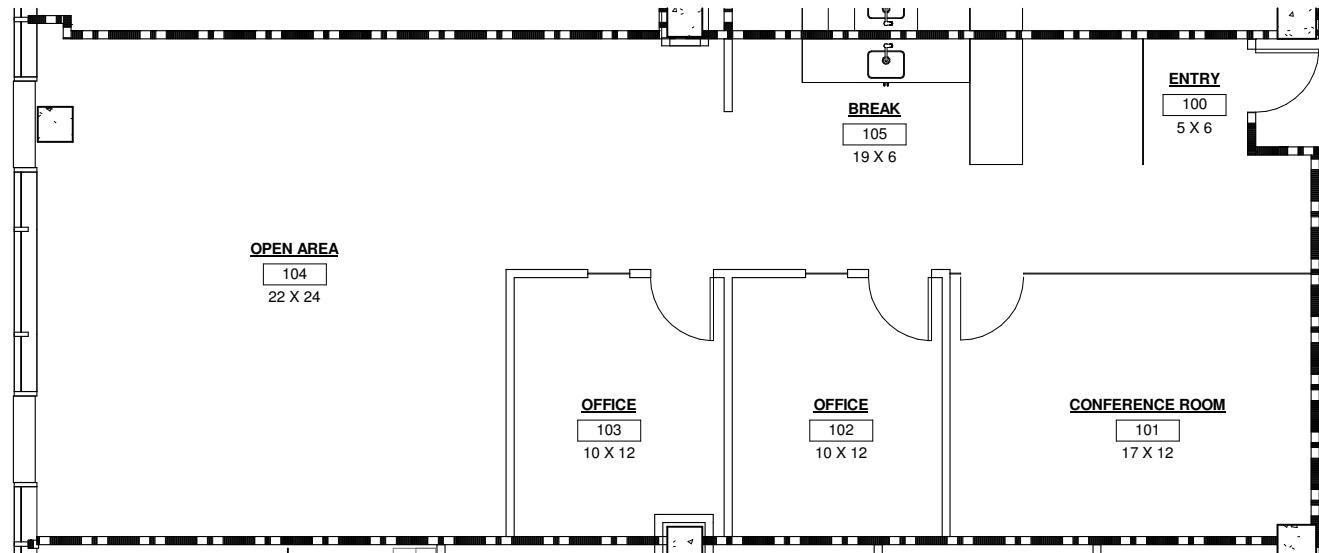 ENTRY
100
5 X 6
BREAK
105
19 X 6
OPEN AREA
104
22 X 24
OFFICE
103
10 X 12
OFFICE
102
10 X 12
CONFERENCE ROOM
101
17 X 12